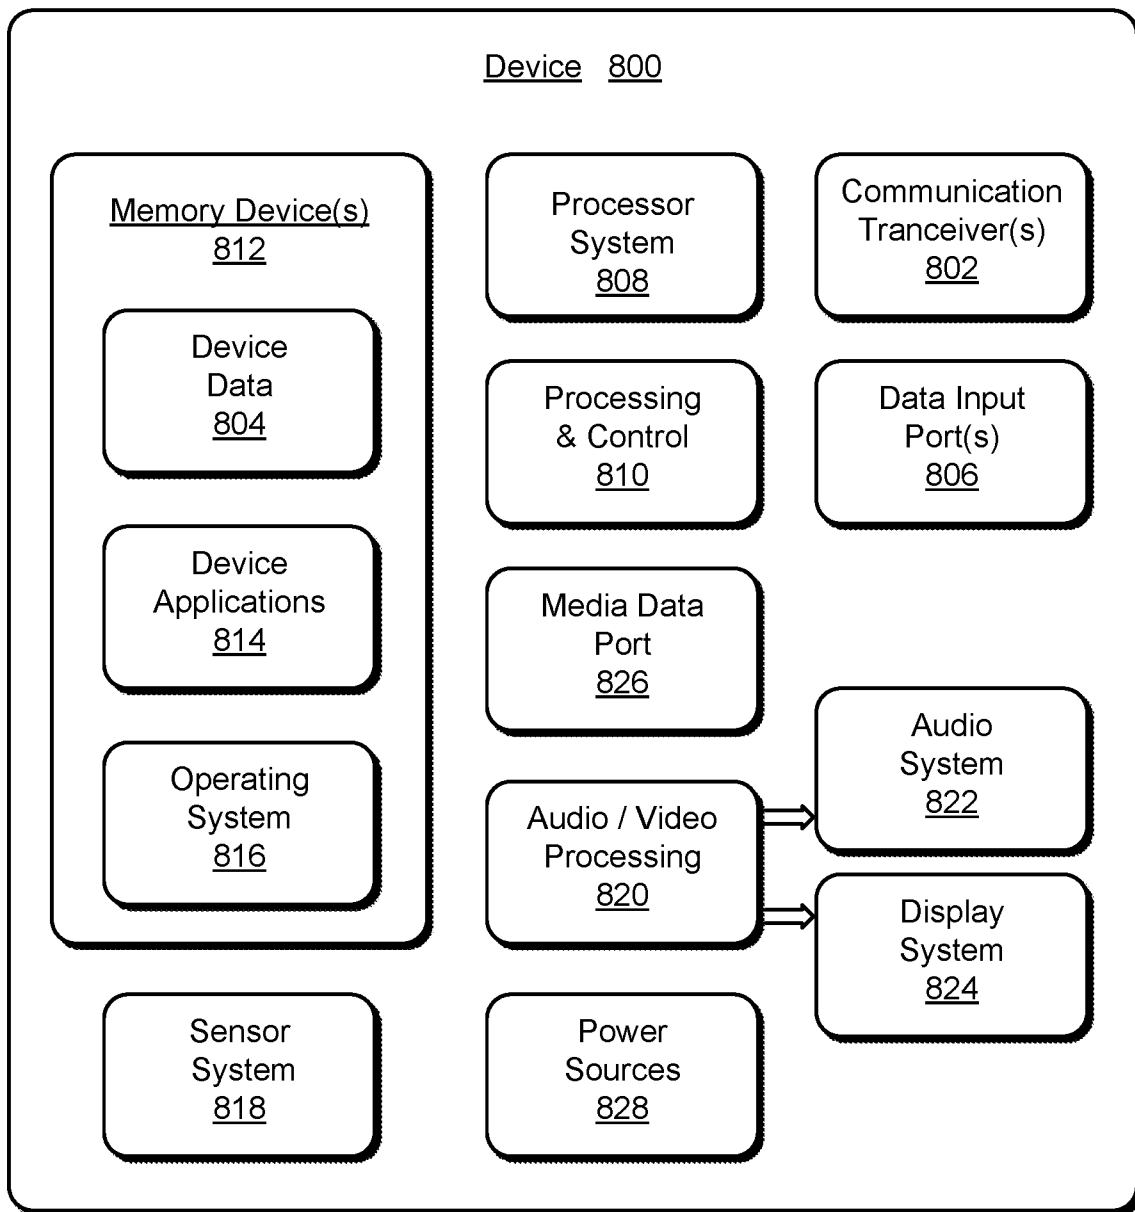 Device 800
Memory Device(s)
812
Device
Data
804
Device
Applications
814
Operating
System
816
Sensor
System
818
Processor
System
808
Processing
& Control
810
Media Data
Port
826
Audio / Video
Processing
820
Power
Sources
828
Communication
Tranceiver(s)
802
Data Input
Port(s)
806
Audio
System
822
Display
System
824